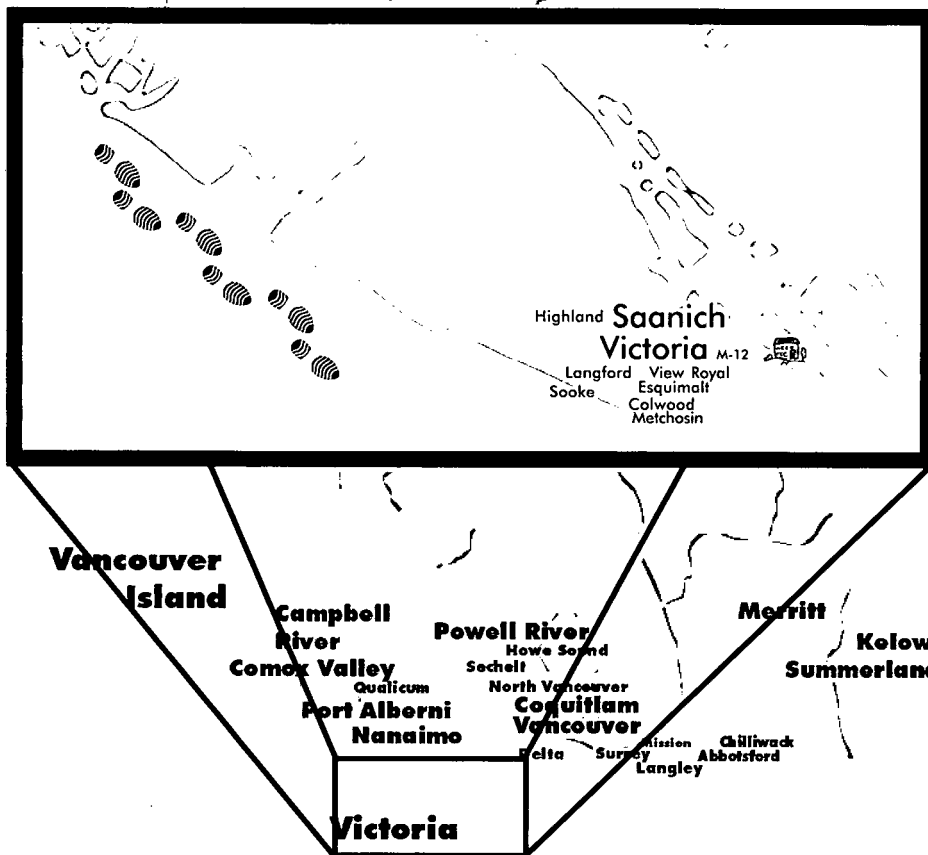 Highland Saanich
Victoria M-12
Langford View Royal
Sooke Esquimalt
Colwood
Metchosin
Vancouver
Island
Campbell
River
Powell River
Merritt
Howe Sound
Kelow
Comox Valley
Sechelt
Summerland
Qualicum
North Vancouver
Port Alberni
Coquitlam
Nanaimo
Vancouver
Delta
Surrey
Mission
Chilliwack
Langley
Abbotsford
Victoria